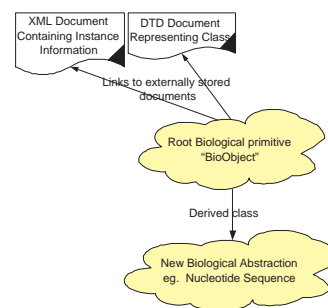 XML Document
Containing Instance
Information
DTD Document
Representing Class
Links to externally stored
documents
Root Biological primitive
"BioObject"
Derived class
New Biological Abstraction
eg. Nucleotide Sequence